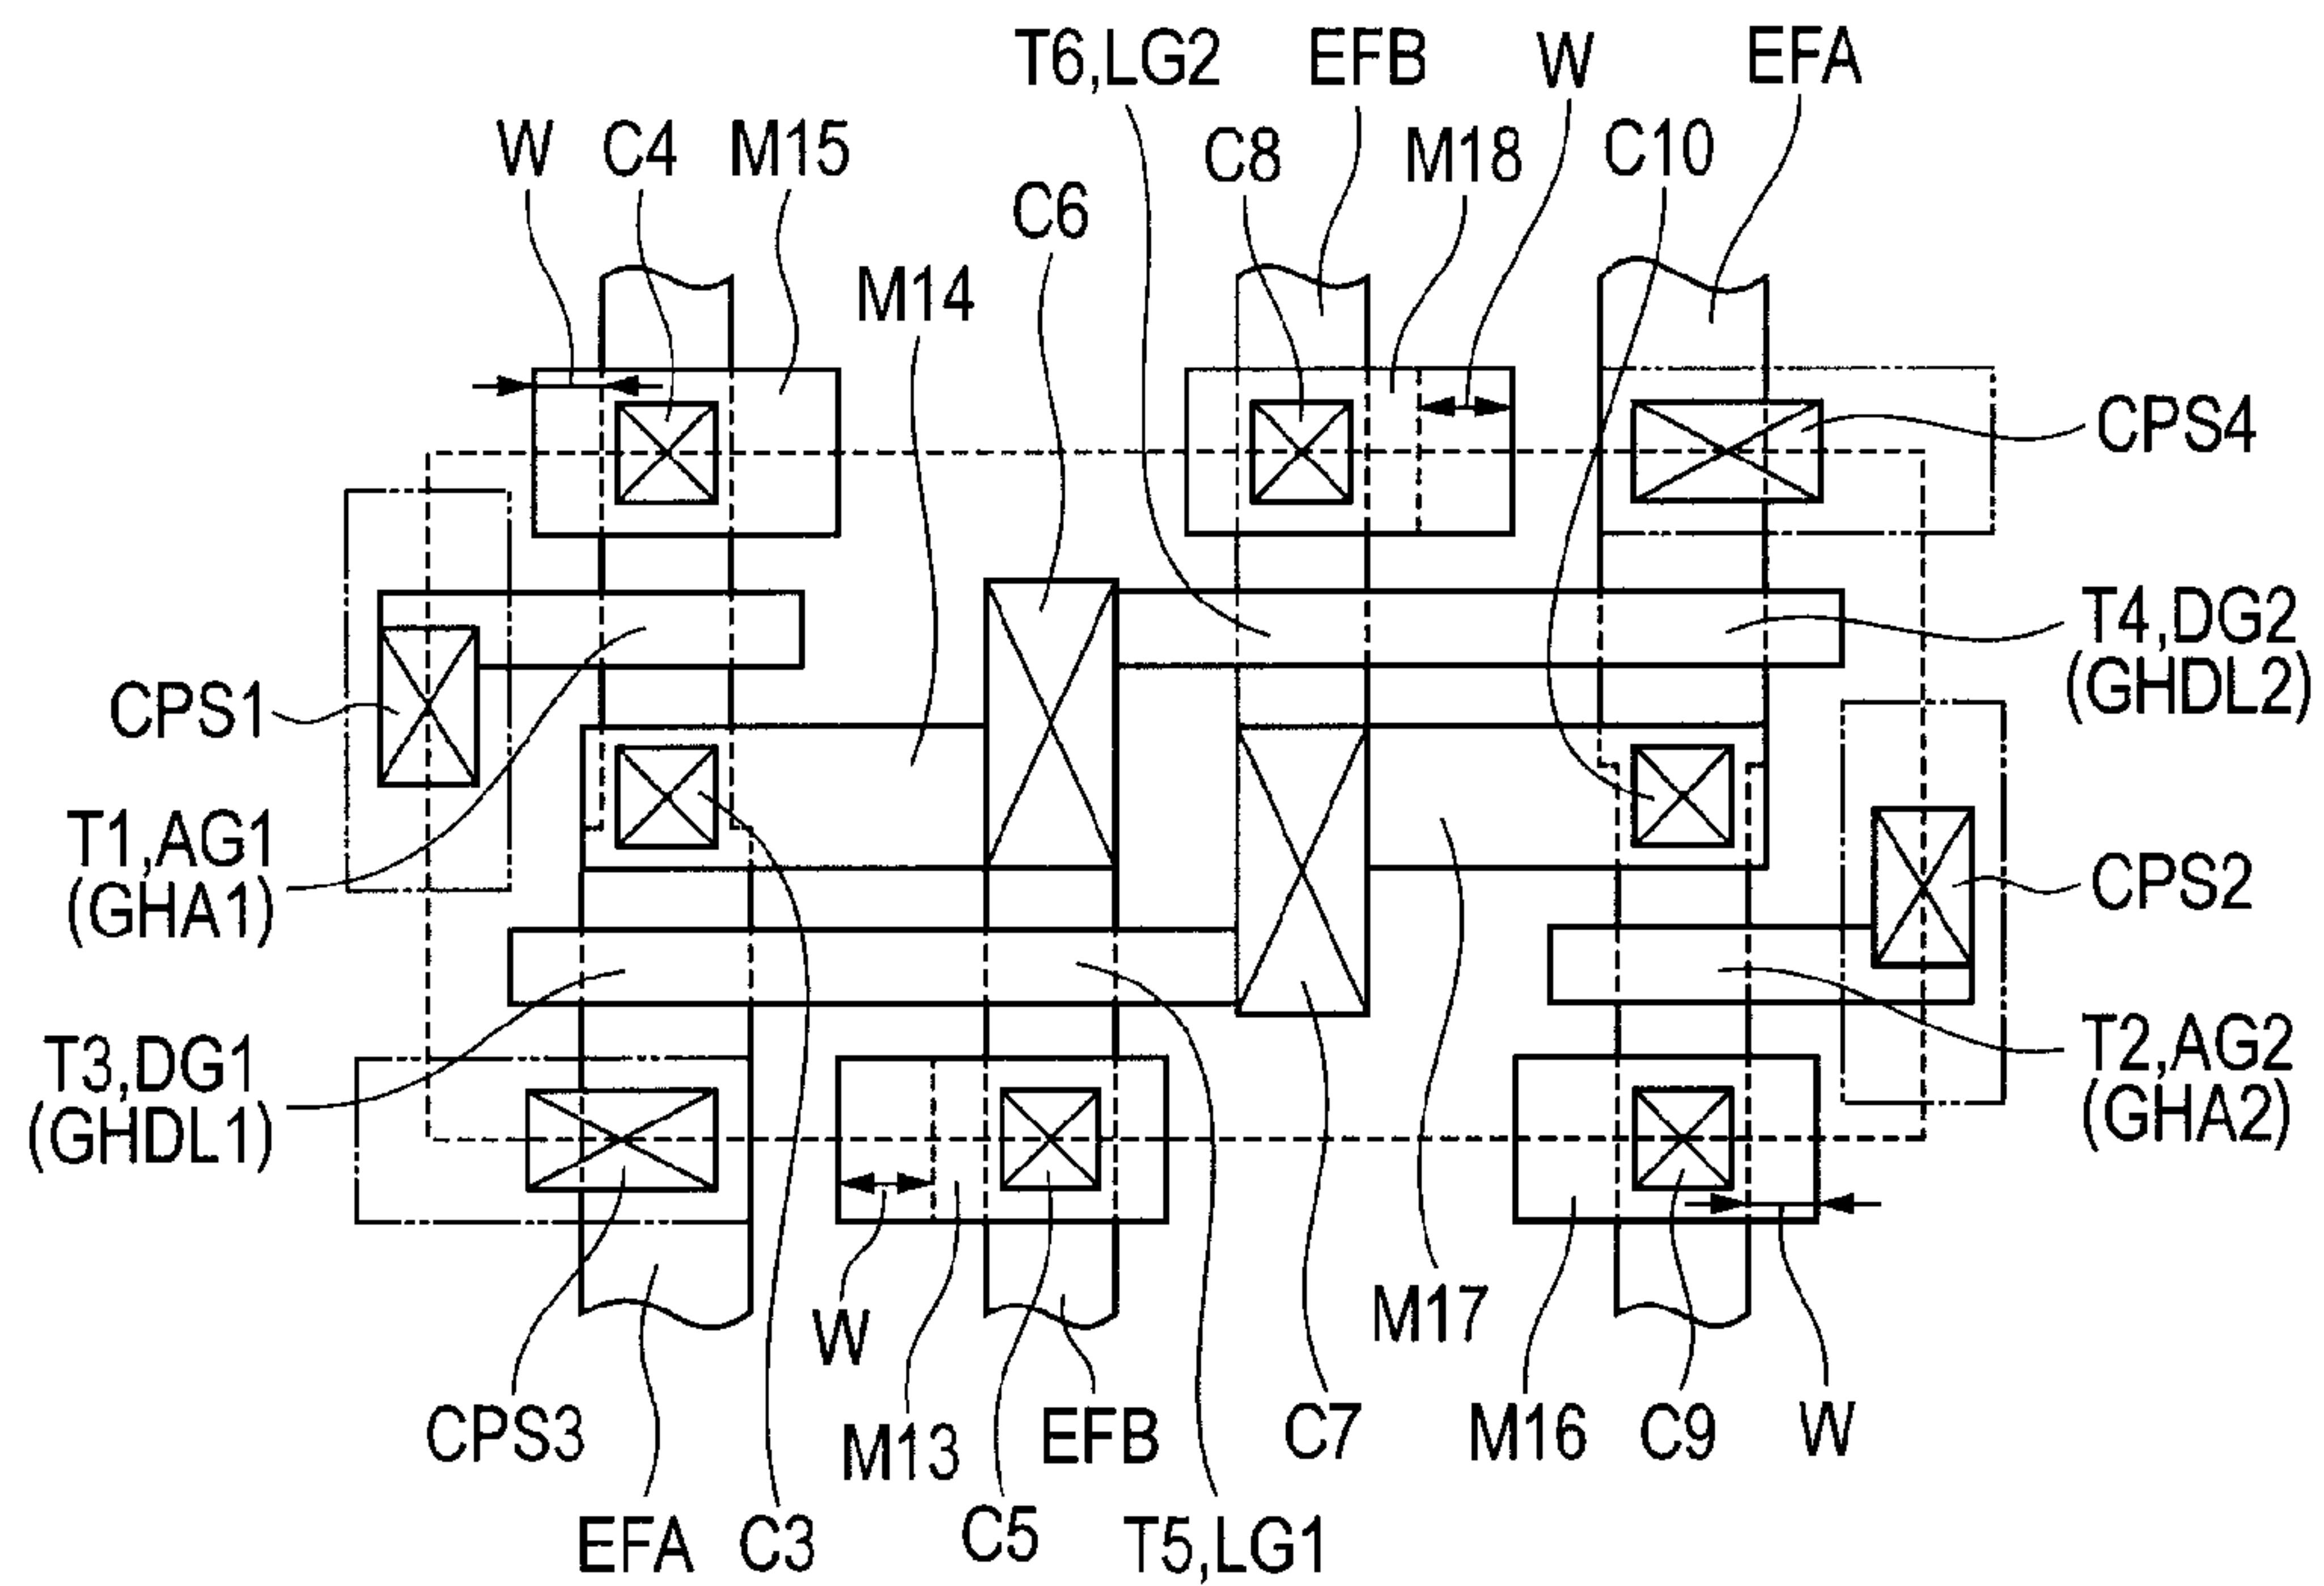 T6,LG2
EFB
W
EFA
W
C4
M15
C8
M18
C10
C6
M14
CPS4
T4,DG2
(GHDL2)
CPS1
T1,AG1
(GHA1)
CPS2
T3,DG1
(GHDL1)
T2,AG2
(GHA2)
W
M17
CPS3
M13
EFB
C7
M16
C9
W
EFA
C3
C5
T5,LG1